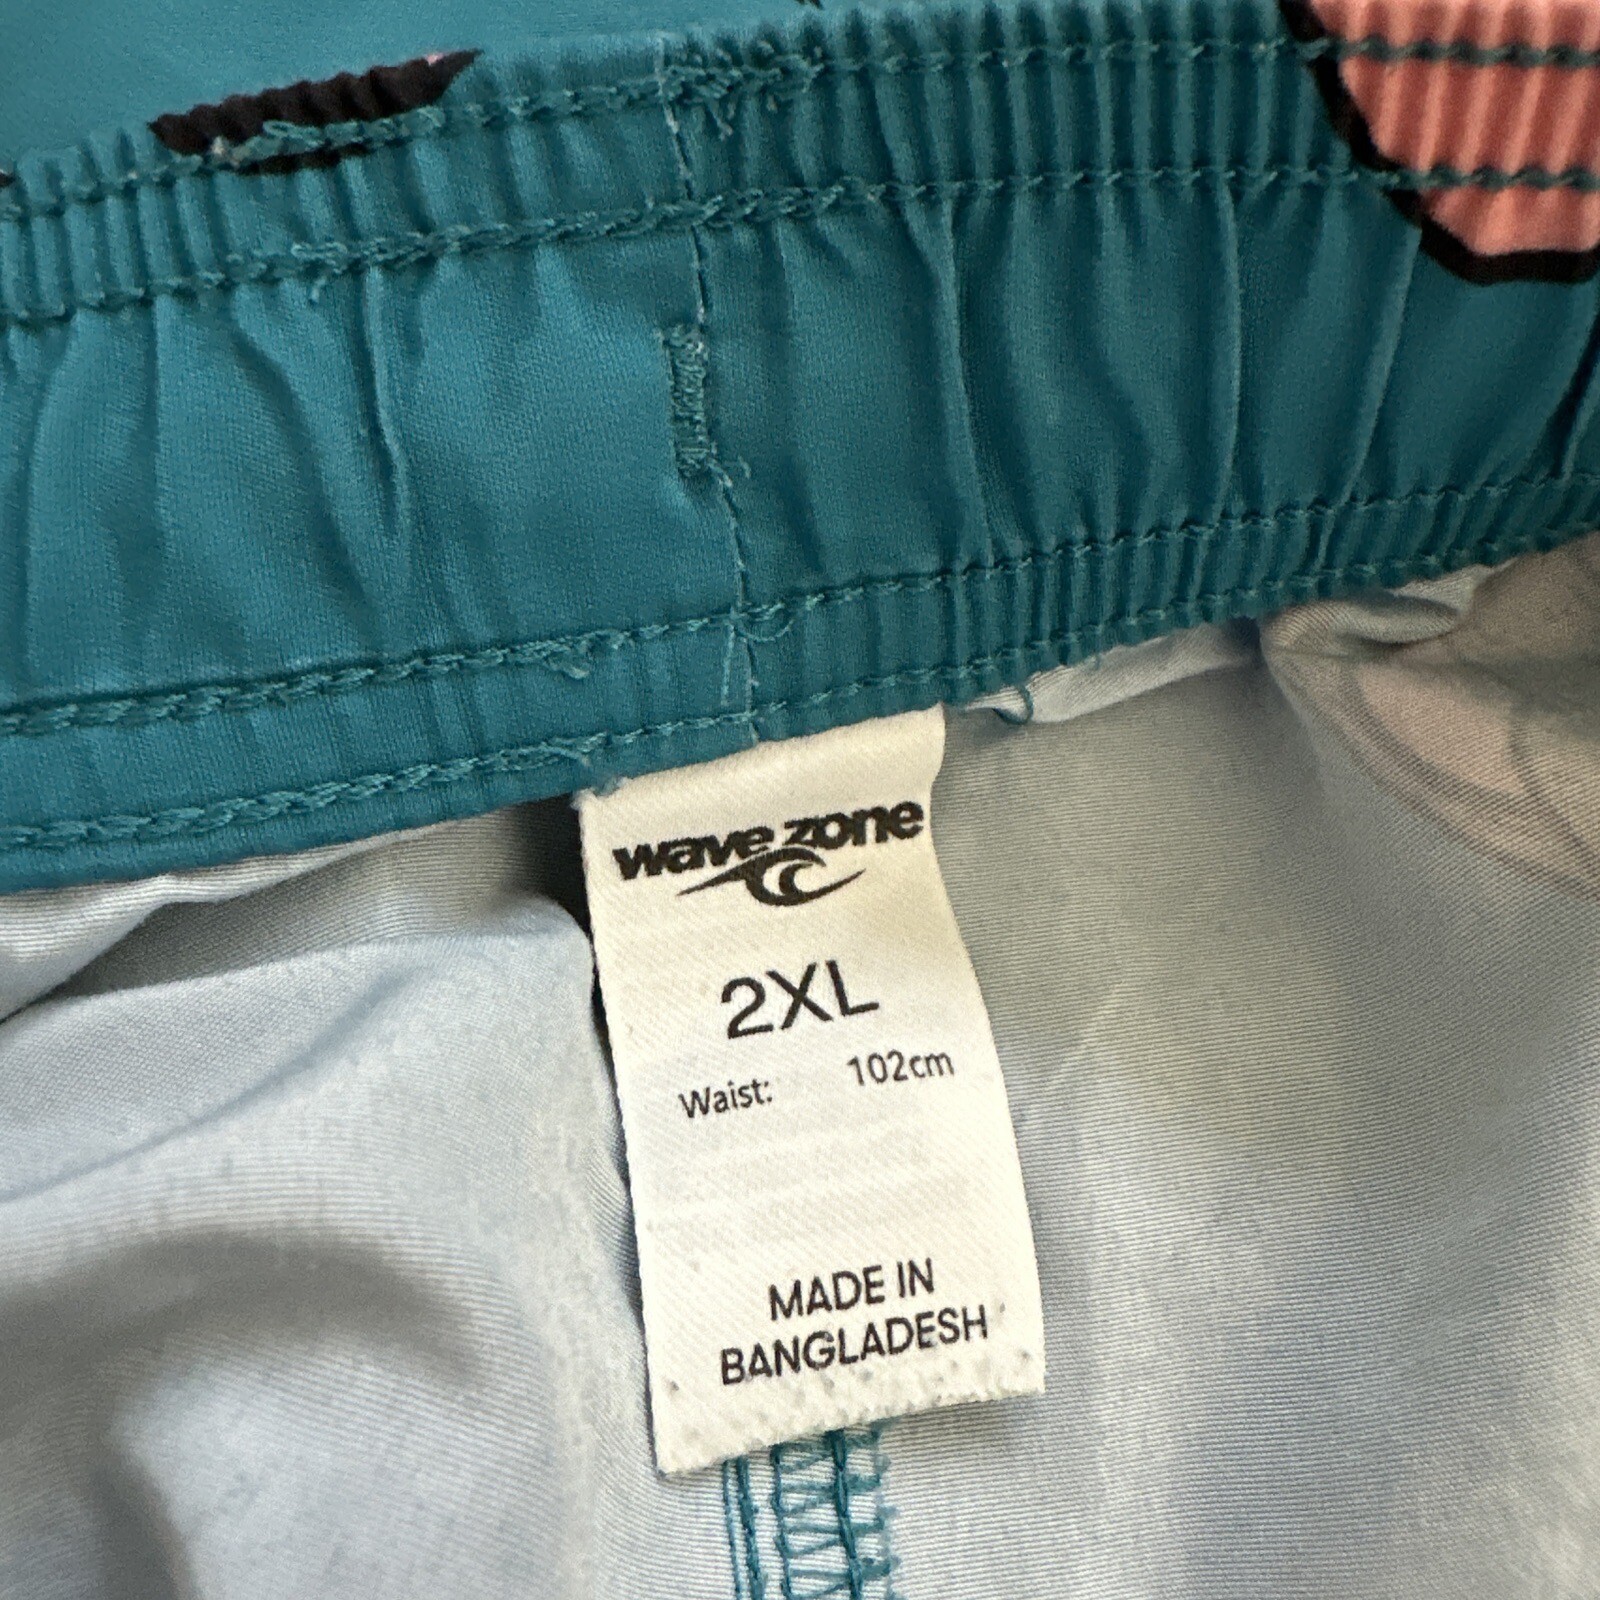 wave zone
2XL
Waist: 102cm
MADE IN
BANGLADESH